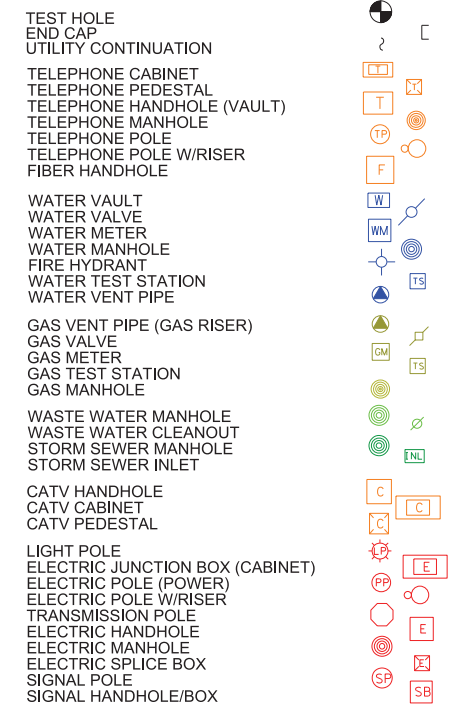 TEST HOLE
END CAP
UTILITY CONTINUATION
TELEPHONE CABINET T
TELEPHONE PEDESTAL T
TELEPHONE HANDHOLE (VAULT) T
TELEPHONE MANHOLE
TELEPHONE POLE TP
TELEPHONE POLE W/RISER
FIBER HANDHOLE F
WATER VAULT W
WATER VALVE
WATER METER WM
WATER MANHOLE
FIRE HYDRANT
WATER TEST STATION TS
WATER VENT PIPE
GAS VENT PIPE (GAS RISER)
GAS VALVE
GAS METER GM
GAS TEST STATION TS
GAS MANHOLE
WASTE WATER MANHOLE
WASTE WATER CLEANOUT
STORM SEWER MANHOLE
STORM SEWER INLET INL
CATV HANDHOLE C
CATV CABINET C
CATV PEDESTAL C
LIGHT POLE LP
ELECTRIC JUNCTION BOX (CABINET) E
ELECTRIC POLE (POWER) PP
ELECTRIC POLE W/RISER
TRANSMISSION POLE
ELECTRIC HANDHOLE E
ELECTRIC MANHOLE
ELECTRIC SPLICE BOX E
SIGNAL POLE SP
SIGNAL HANDHOLE/BOX SB